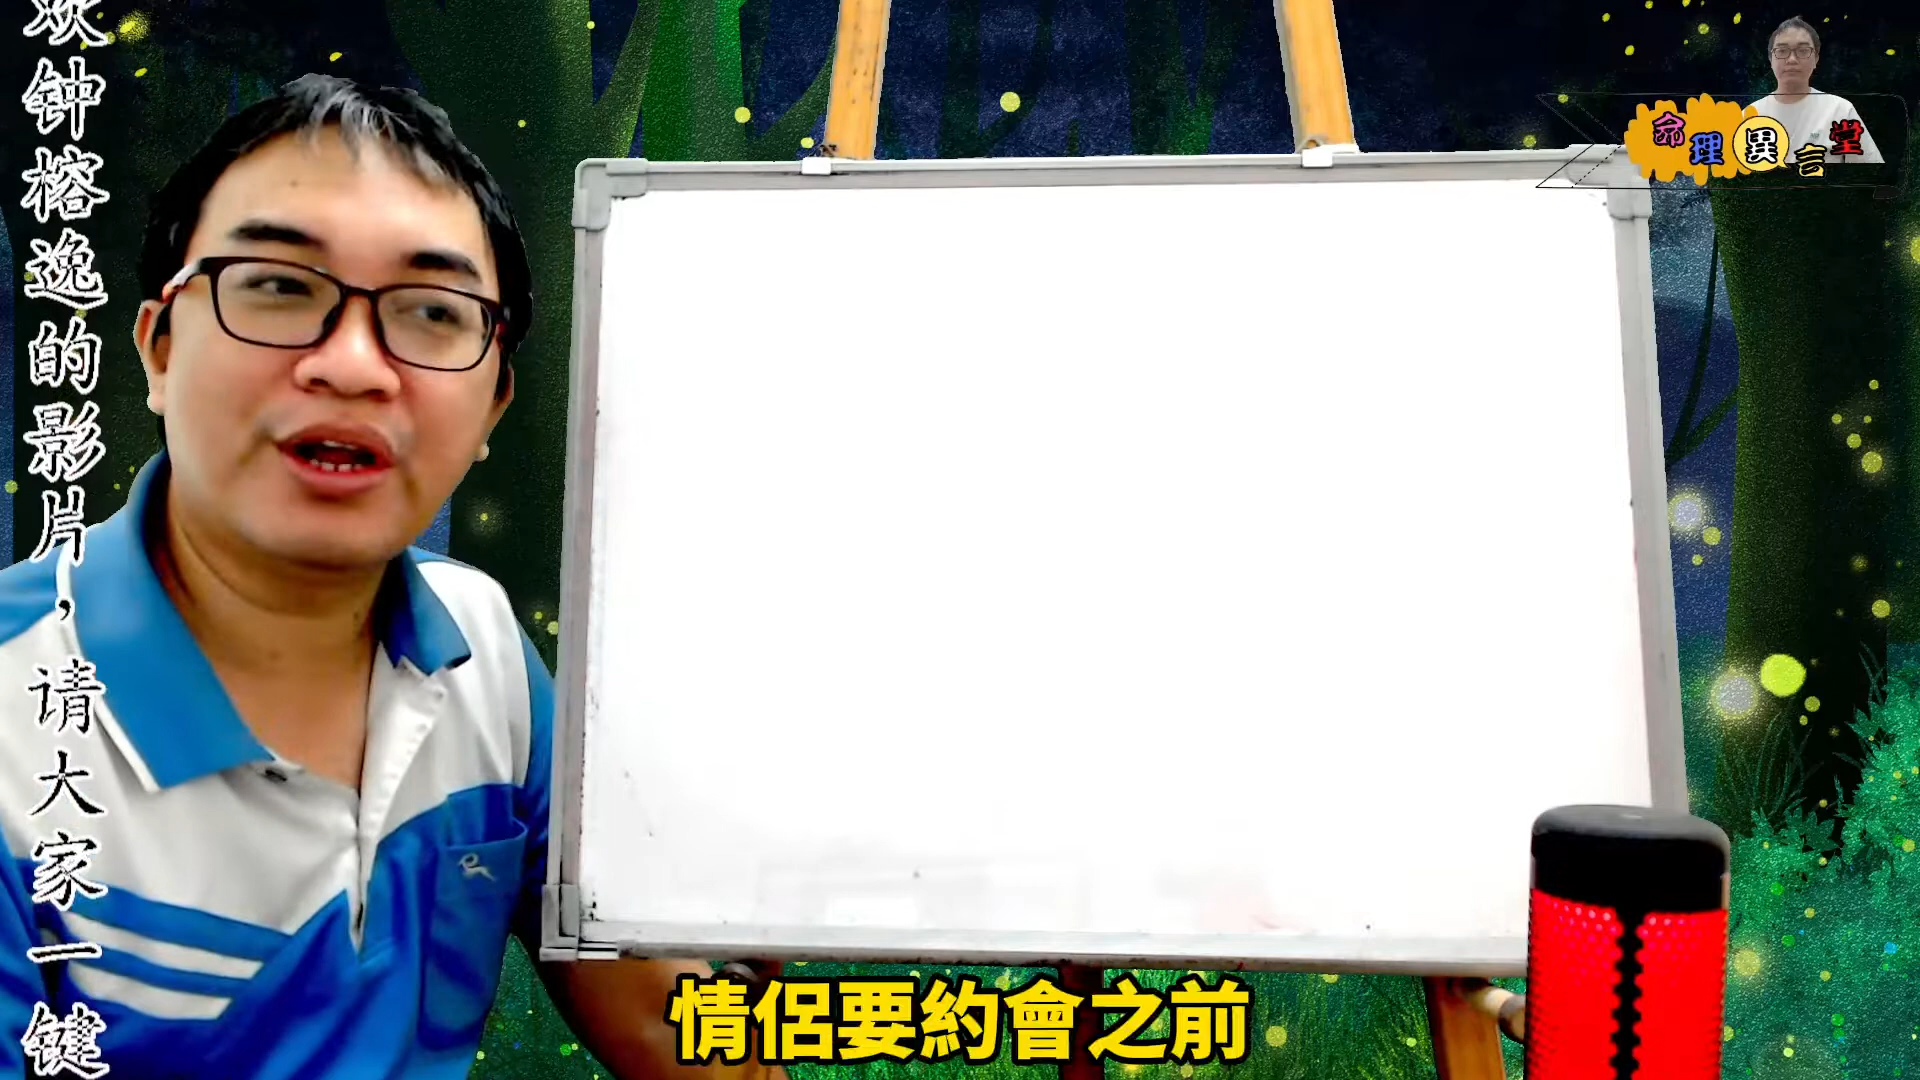 欢钟榕逸的影片，请大家一键
命理異言堂
情侶要約會之前